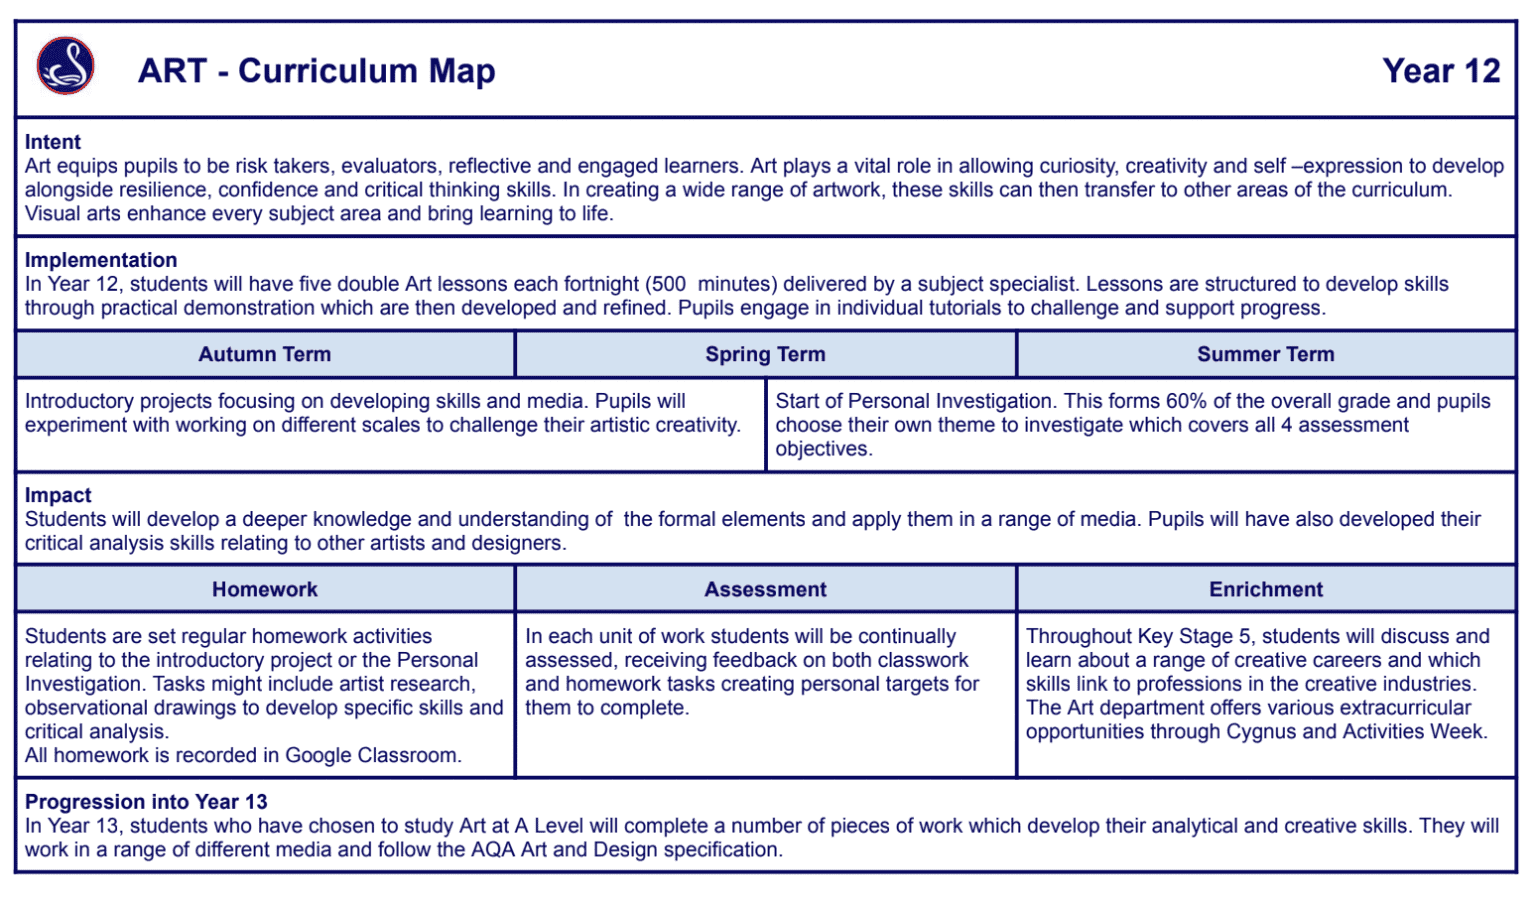 ART - Curriculum Map
Year 12
Intent
Art equips pupils to be risk takers, evaluators, reflective and engaged learners. Art plays a vital role in allowing curiosity, creativity and self –expression to develop
alongside resilience, confidence and critical thinking skills. In creating a wide range of artwork, these skills can then transfer to other areas of the curriculum.
Visual arts enhance every subject area and bring learning to life.
Implementation
In Year 12, students will have five double Art lessons each fortnight (500  minutes) delivered by a subject specialist. Lessons are structured to develop skills
through practical demonstration which are then developed and refined. Pupils engage in individual tutorials to challenge and support progress.
Autumn Term
Spring Term
Summer Term
Introductory projects focusing on developing skills and media. Pupils will
experiment with working on different scales to challenge their artistic creativity.
Start of Personal Investigation. This forms 60% of the overall grade and pupils
choose their own theme to investigate which covers all 4 assessment
objectives.
Impact
Students will develop a deeper knowledge and understanding of  the formal elements and apply them in a range of media. Pupils will have also developed their
critical analysis skills relating to other artists and designers.
Homework
Assessment
Enrichment
Students are set regular homework activities
relating to the introductory project or the Personal
Investigation. Tasks might include artist research,
observational drawings to develop specific skills and
critical analysis.
All homework is recorded in Google Classroom.
In each unit of work students will be continually
assessed, receiving feedback on both classwork
and homework tasks creating personal targets for
them to complete.
Throughout Key Stage 5, students will discuss and
learn about a range of creative careers and which
skills link to professions in the creative industries.
The Art department offers various extracurricular
opportunities through Cygnus and Activities Week.
Progression into Year 13
In Year 13, students who have chosen to study Art at A Level will complete a number of pieces of work which develop their analytical and creative skills. They will
work in a range of different media and follow the AQA Art and Design specification.